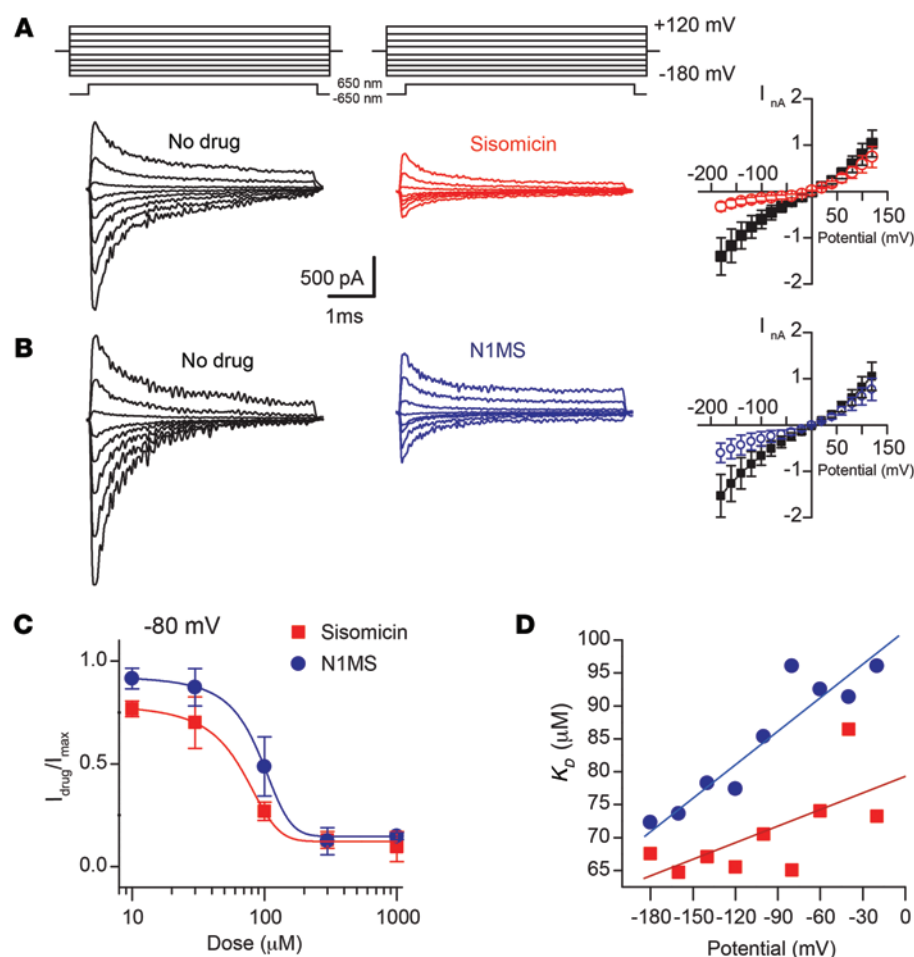 A
+120 mV
-180 mV
650 nm
-650 nm
No drug
Sisomicin
I nA
2
1
-200
-100
50
100
150
Potential (mV)
-1
-2
500 pA
1ms
B
No drug
N1MS
I nA
2
1
-200
-100
50
100
150
Potential (mV)
-1
-2
C
-80 mV
Sisomicin
N1MS
1.0
0.5
0.0
Idrug/Imax
10
100
1000
Dose (μM)
D
100
95
90
85
80
75
70
65
KD (μM)
-180
-150
-120
-90
-60
-30
0
Potential (mV)